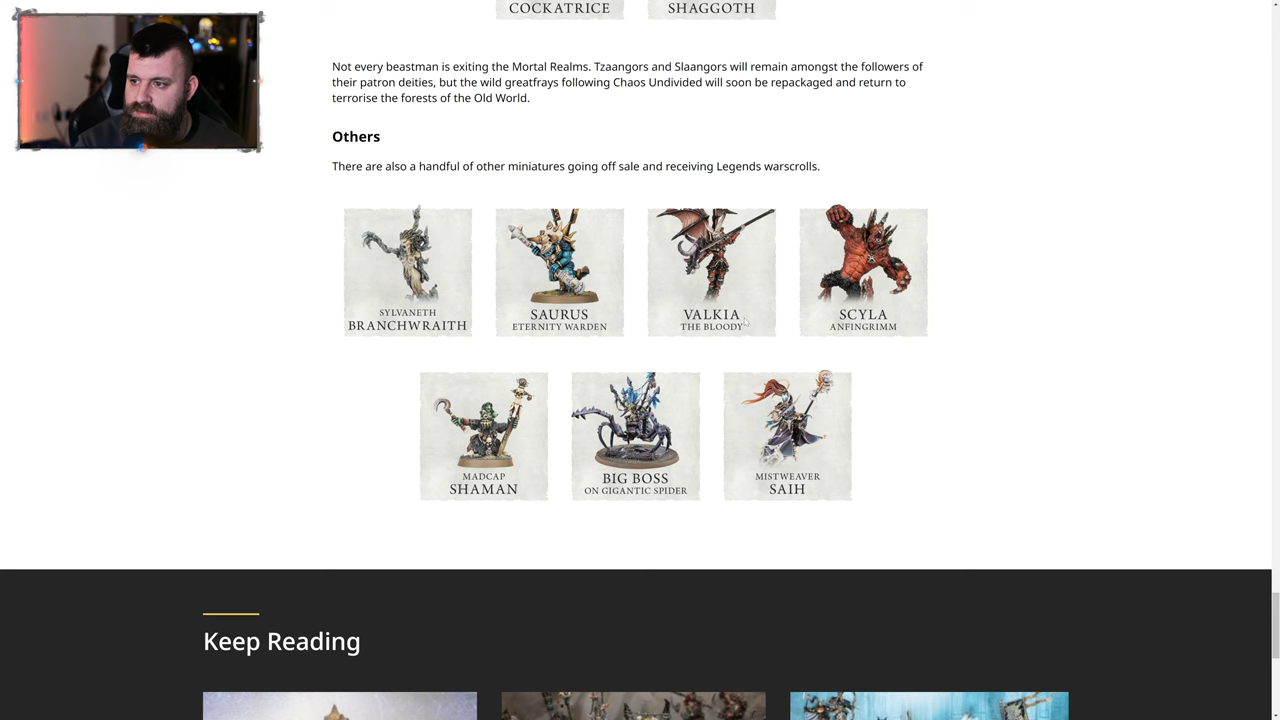 COCKATRICE
SHAGGOTH
Not every beastman is exiting the Mortal Realms. Tzaangors and Slaangors will remain amongst the followers of
their patron deities, but the wild greatfrays following Chaos Undivided will soon be repackaged and return to
terrorise the forests of the Old World.
Others
There are also a handful of other miniatures going off sale and receiving Legends warscrolls.
SYLVANETH
BRANCHWRAITH
SAURUS
ETERNITY WARDEN
VALKIA
THE BLOODY
SCYLA
ANFINGRIMM
MADCAP
SHAMAN
BIG BOSS
ON GIGANTIC SPIDER
MISTWEAVER
SAIH
Keep Reading